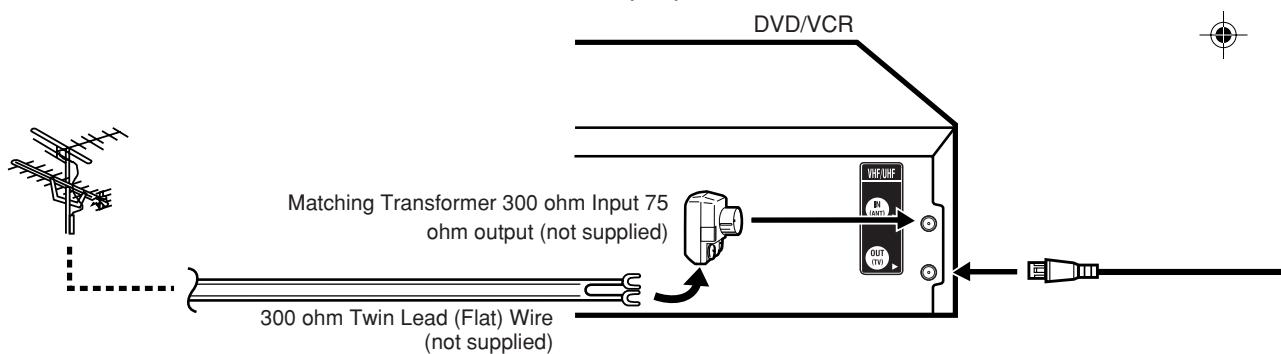 DVD/VCR
VHF/UHF
Matching Transformer 300 ohm Input 75
ohm output (not supplied)
IN
(ANT)
OUT
(TV)
300 ohm Twin Lead (Flat) Wire
(not supplied)